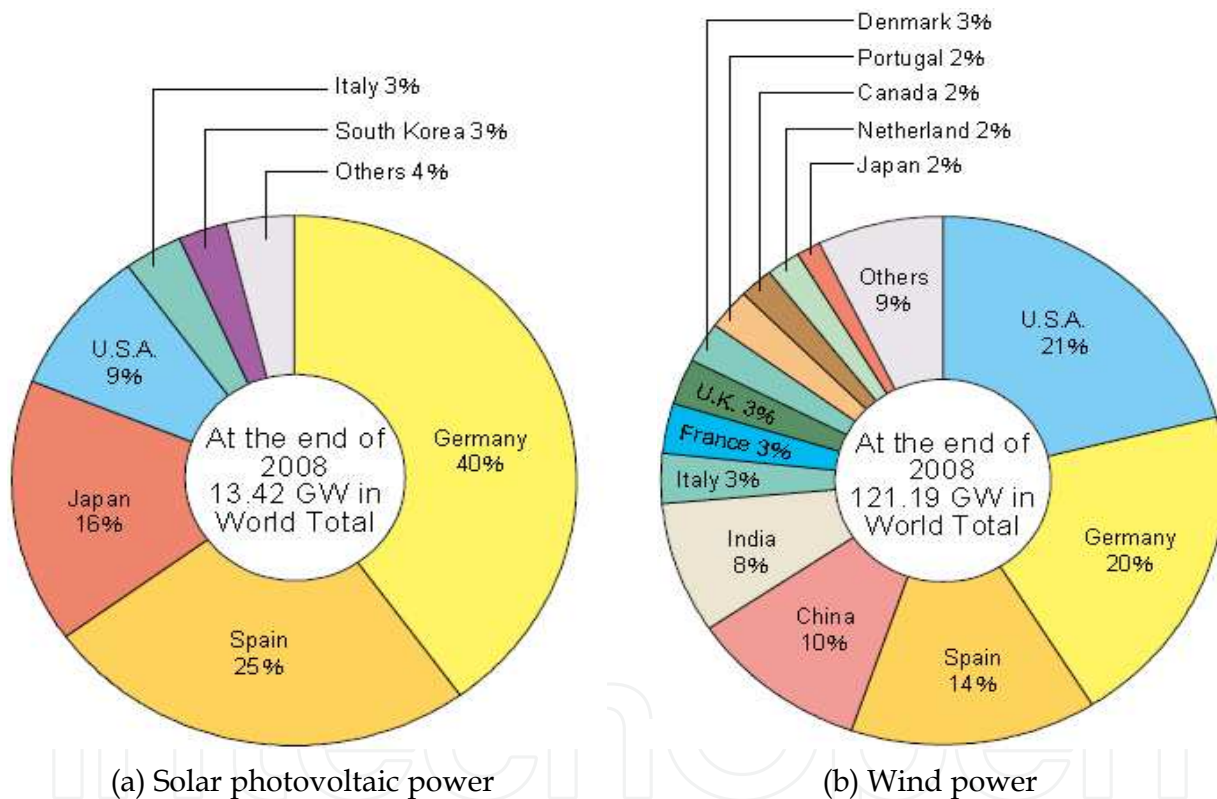 Italy 3%
South Korea 3%
Others 4%
U.S.A.
9%
Germany
40%
Japan
16%
Spain
25%
At the end of
2008
13.42 GW in
World Total
(a) Solar photovoltaic power
Denmark 3%
Portugal 2%
Canada 2%
Netherland 2%
Japan 2%
Others
9%
U.S.A.
21%
U.K. 3%
France 3%
Italy 3%
Germany
20%
India
8%
China
10%
Spain
14%
At the end of
2008
121.19 GW in
World Total
(b) Wind power